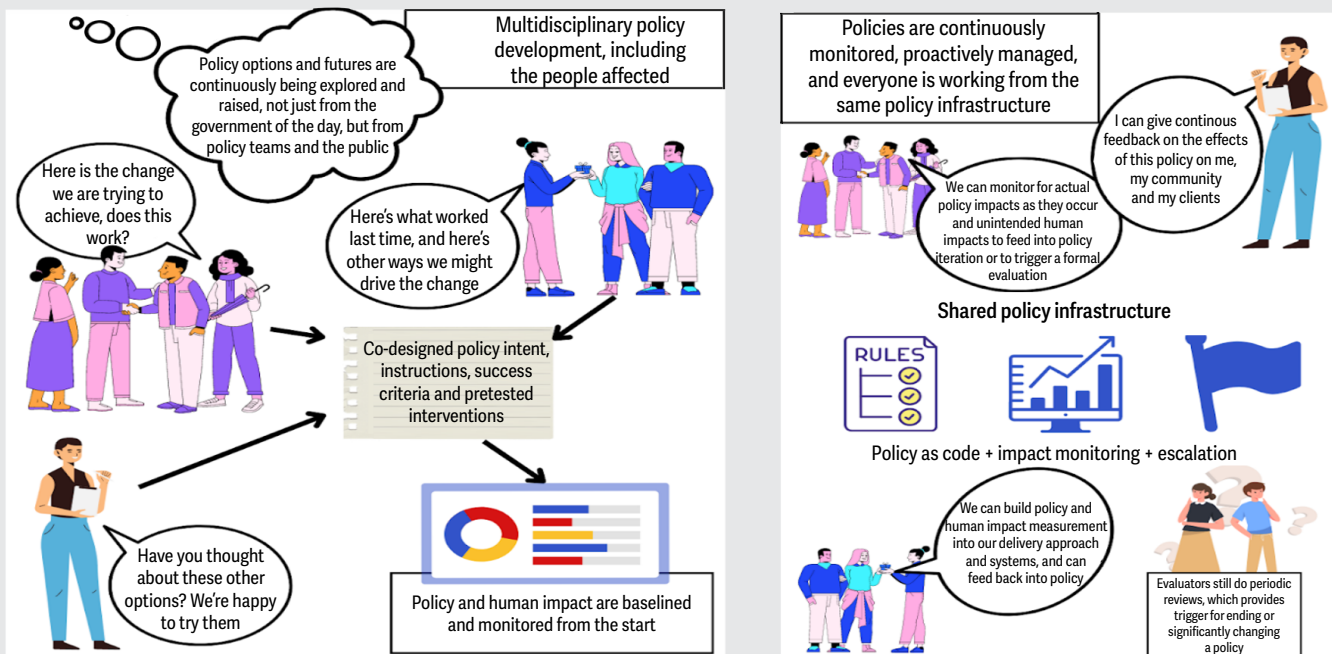 Policy options and futures are
continuously being explored and
raised, not just from the
government of the day, but from
policy teams and the public
Multidisciplinary policy
development, including
the people affected
Here is the change
we are trying to
achieve, does this
work?
Here's what worked
last time, and here's
other ways we might
drive the change
Co-designed policy intent,
instructions, success
criteria and pretested
interventions
Have you thought
about these other
options? We're happy
to try them
Policy and human impact are baselined
and monitored from the start
Policies are continuously
monitored, proactively managed,
and everyone is working from the
same policy infrastructure
I can give continous
feedback on the effects
of this policy on me,
my community
and my clients
We can monitor for actual
policy impacts as they occur
and unintended human
impacts to feed into policy
iteration or to trigger a formal
evaluation
Shared policy infrastructure
RULES
Policy as code + impact monitoring + escalation
We can build policy and
human impact measurement
into our delivery approach
and systems, and can
feed back into policy
Evaluators still do periodic
reviews, which provides
trigger for ending or
significantly changing
a policy